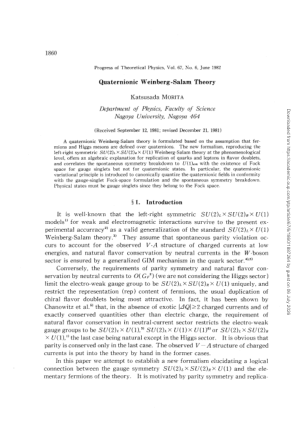 1860
Progress of Theoretical Physics, Vol. 67, No. 6, June 1982
Quaternionic Weinberg-Salam Theory
Katsusada MORITA
Department of Physics, Faculty of Science
Nagoya University, Nagoya 464
(Received September 12, 1981; revised December 21, 1981)
A quaternionic Weinberg-Salam theory is formulated based on the assumption that fer-
mions and Higgs mesons are defined over quaternions. The new formulation, reproducing the
left-right symmetric SU(2)L×SU(2)R×U(1) Weinberg-Salam theory at the phenomenological
level, offers an algebraic explanation for replication of quarks and leptons in flavor doublets,
and correlates the spontaneous symmetry breakdown to U(1)em with the existence of Fock
space for gauge singlets but not for quaternionic states. In particular, the quaternionic
variational principle is introduced to canonically quantize the quaternionic fields in conformity
with the gauge-singlet Fock-space formulation and the spontaneous symmetry breakdown.
Physical states must be gauge singlets since they belong to the Fock space.
§ 1. Introduction
It is well known that the left-right symmetric SU(2)L×SU(2)R×U(1)
models for weak and electromagnetic interactions survive to the present ex-
perimental accuracy as a valid generalization of the standard SU(2)L×U(1)
Weinberg-Salam theory. They assume that spontaneous parity violation oc-
curs to account for the observed V-A structure of charged currents at low
energies, and natural flavor conservation by neutral currents in the W-boson
sector is ensured by a generalized GIM mechanism in the quark sector.
Conversely, the requirements of parity symmetry and natural flavor con-
servation by neutral currents to O(GF²) (we are not considering the Higgs sector)
limit the electro-weak gauge group to be SU(2)L×SU(2)R×U(1) uniquely, and
restrict the representation (rep) content of fermions, the usual duplication of
chiral flavor doublets being most attractive. In fact, it has been shown by
Chanowitz et al. that, in the absence of exotic |ΔQ|≥2 charged currents and of
exactly conserved quantities other than electric charge, the requirement of
natural flavor conservation in neutral-current sector restricts the electro-weak
gauge groups to be SU(2)L×U(1), SU(2)L×U(1)×U(1)' or SU(2)L×SU(2)R
×U(1), the last case being natural except in the Higgs sector. It is obvious that
parity is conserved only in the last case. The observed V-A structure of charged
currents is put into the theory by hand in the former cases.
In this paper we attempt to establish a new formalism elucidating a logical
connection between the gauge symmetry SU(2)L×SU(2)R×U(1) and the ele-
mentary fermions of the theory. It is motivated by parity symmetry and replica-